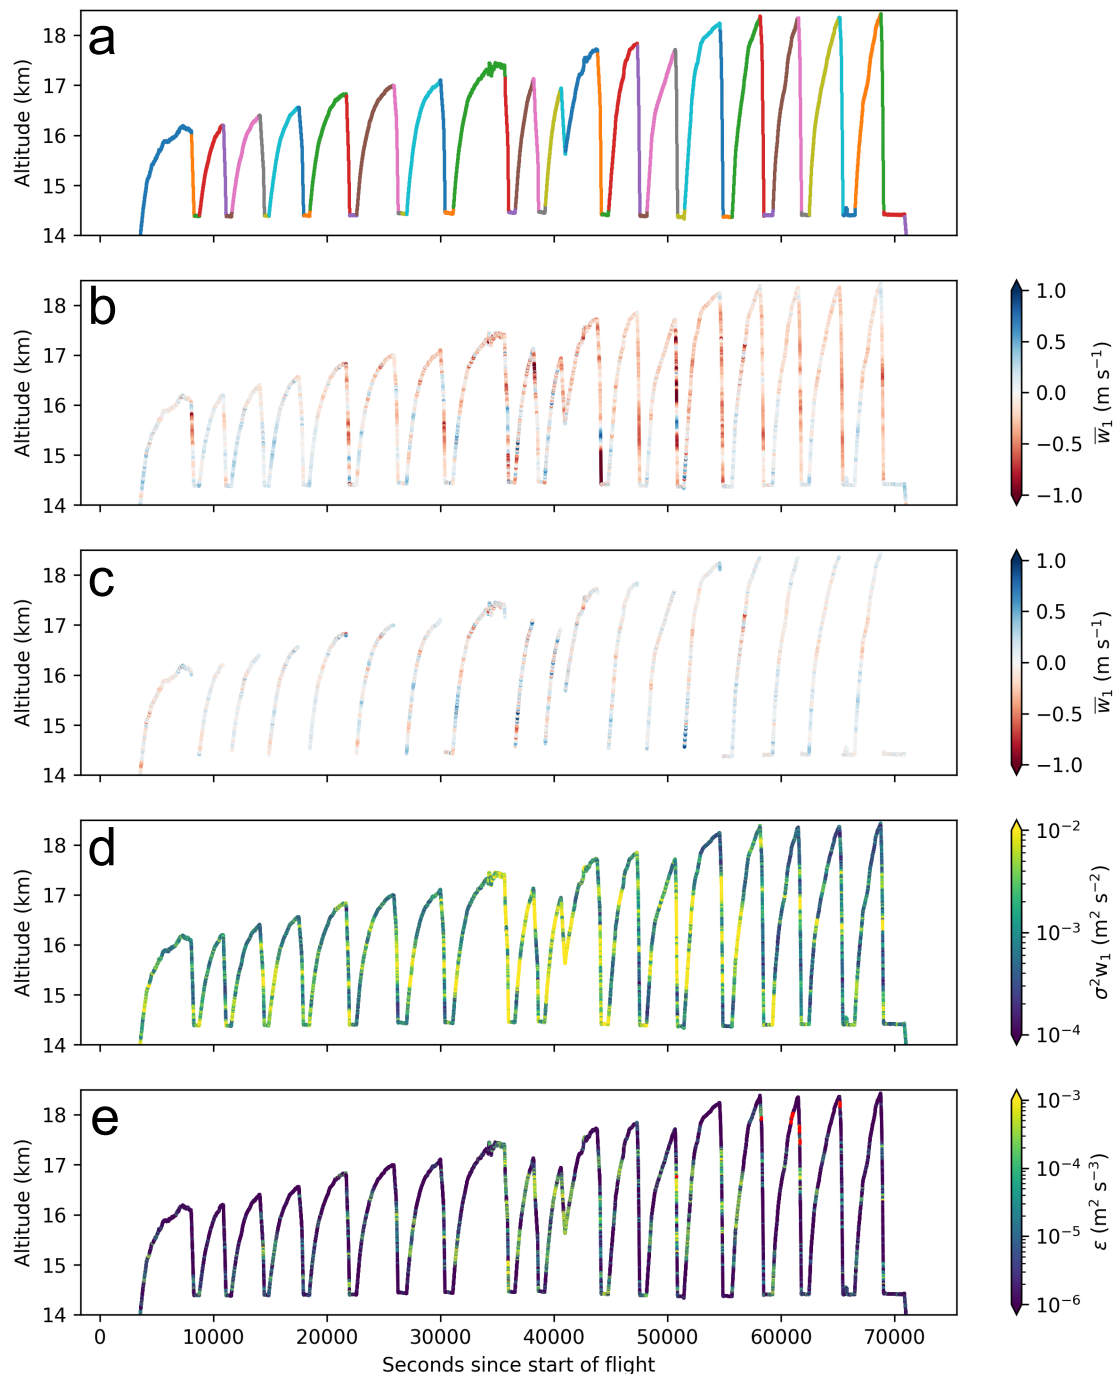 a
Altitude (km)
18
17
16
15
14
b
Altitude (km)
18
17
16
15
14
1.0
0.5
0.0
−0.5
−1.0
w̅₁ (m s⁻¹)
c
Altitude (km)
18
17
16
15
14
1.0
0.5
0.0
−0.5
−1.0
w̅₁ (m s⁻¹)
d
Altitude (km)
18
17
16
15
14
10⁻²
10⁻³
10⁻⁴
σ²w₁ (m² s⁻²)
e
Altitude (km)
18
17
16
15
14
10⁻³
10⁻⁴
10⁻⁵
10⁻⁶
ε (m² s⁻³)
0 10000 20000 30000 40000 50000 60000 70000
Seconds since start of flight